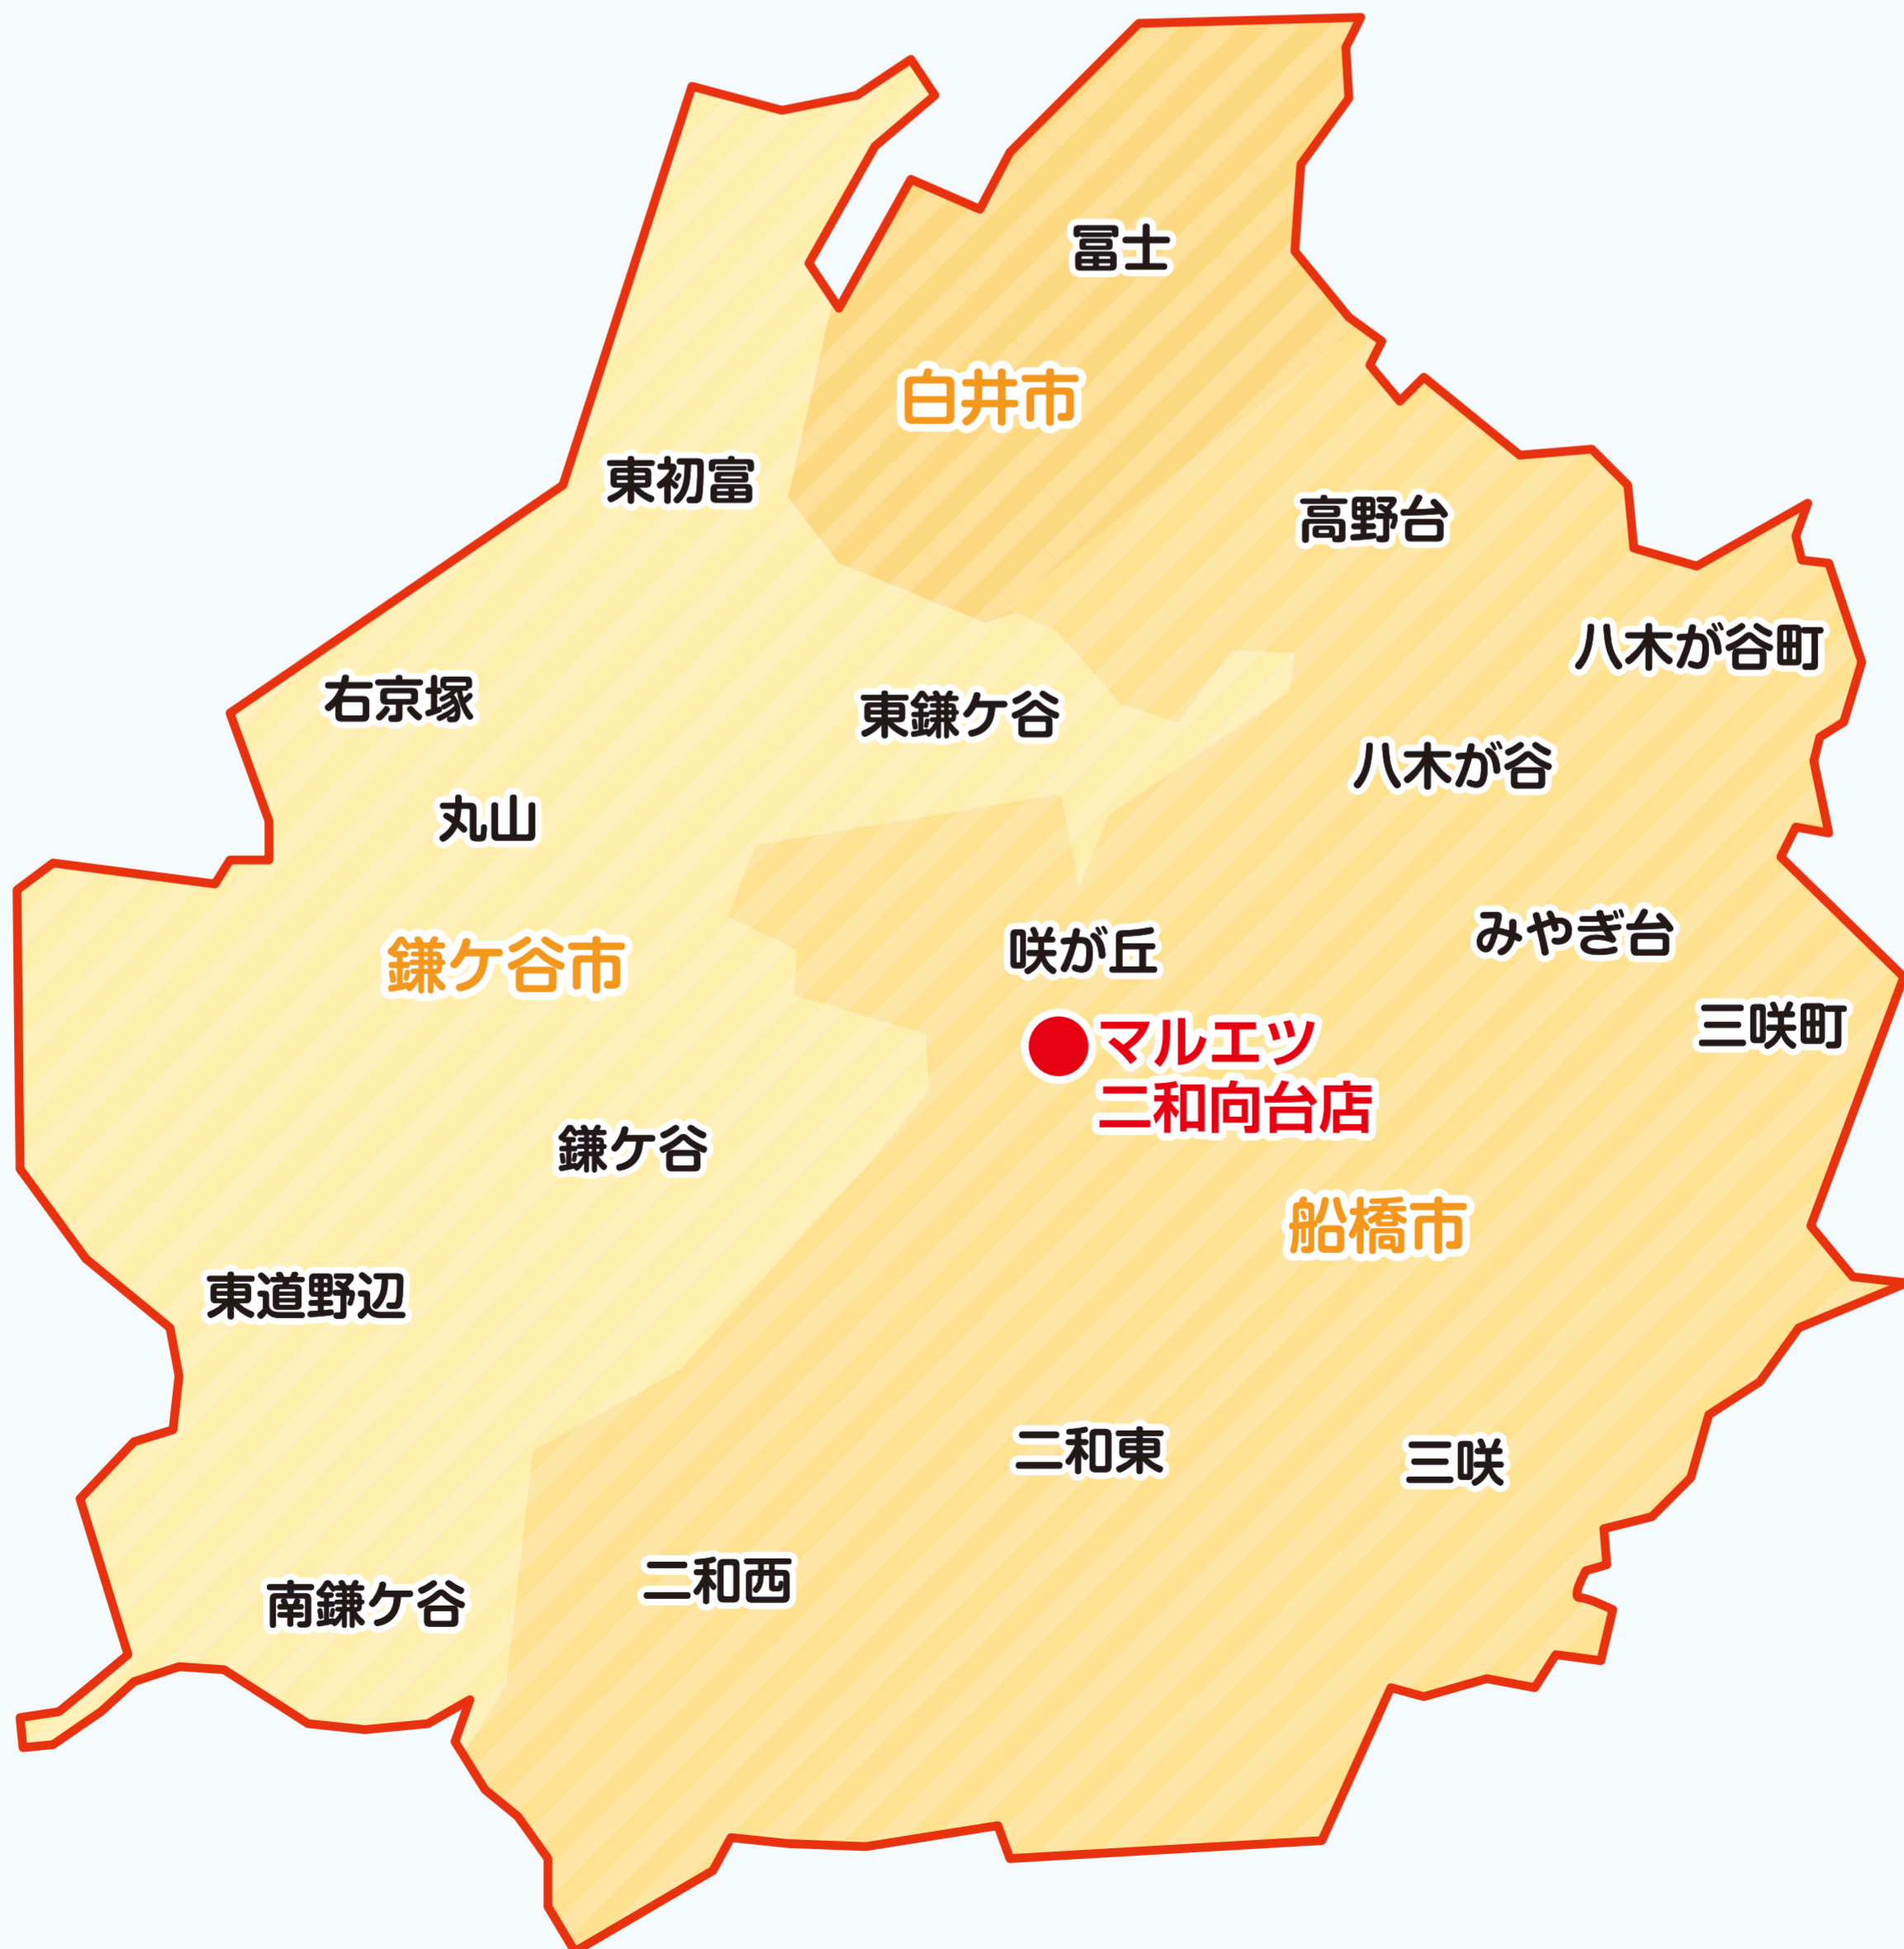 冨士
白井市
東初富
高野台
八木が谷町
右京塚
東鎌ケ谷
八木が谷
丸山
鎌ケ谷市
咲が丘
みやぎ台
三咲町
マルエツ
二和向台店
鎌ケ谷
船橋市
東道野辺
二和東
三咲
二和西
南鎌ケ谷